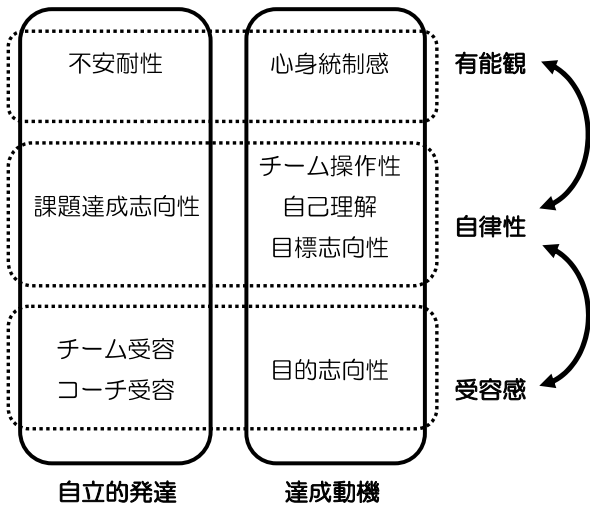 不安耐性
心身統制感
有能観
課題達成志向性
チーム操作性
自己理解
目標志向性
自律性
チーム受容
コーチ受容
目的志向性
受容感
自立的発達
達成動機